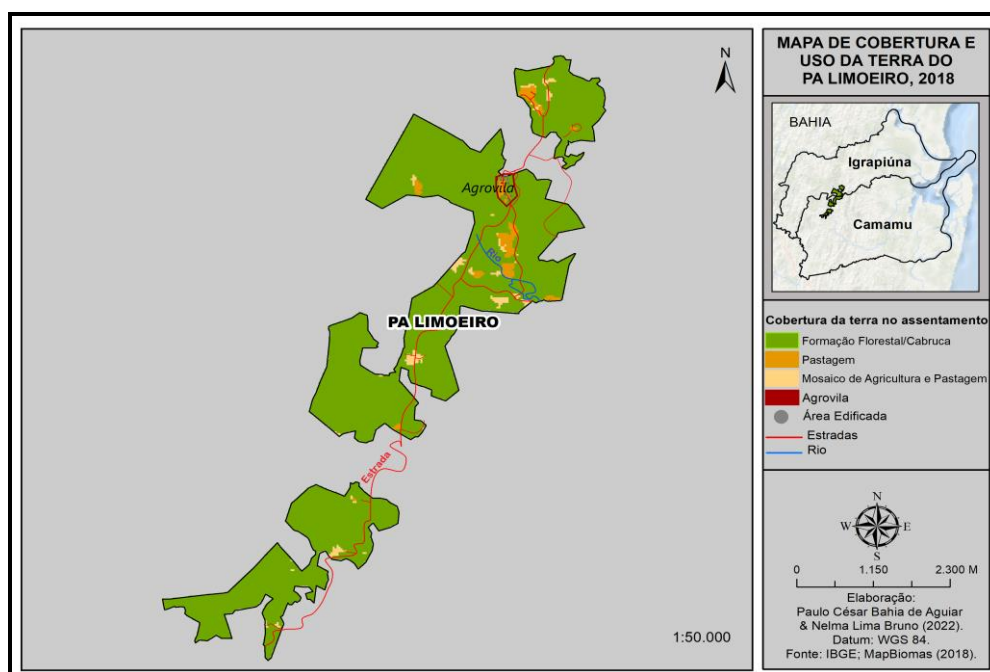 N
Agrovila
Rio
PA LIMOEIRO
Estrada
1:50.000
MAPA DE COBERTURA E
USO DA TERRA DO
PA LIMOEIRO, 2018
BAHIA
Igrapiúna
Camamu
Cobertura da terra no assentamento
Formação Florestal/Cabruca
Pastagem
Mosaico de Agricultura e Pastagem
Agrovila
Área Edificada
Estradas
Rio
N
W E
S
0 1.150 2.300 M
Elaboração:
Paulo César Bahia de Aguiar
& Nelma Lima Bruno (2022).
Datum: WGS 84.
Fonte: IBGE; MapBiomas (2018).